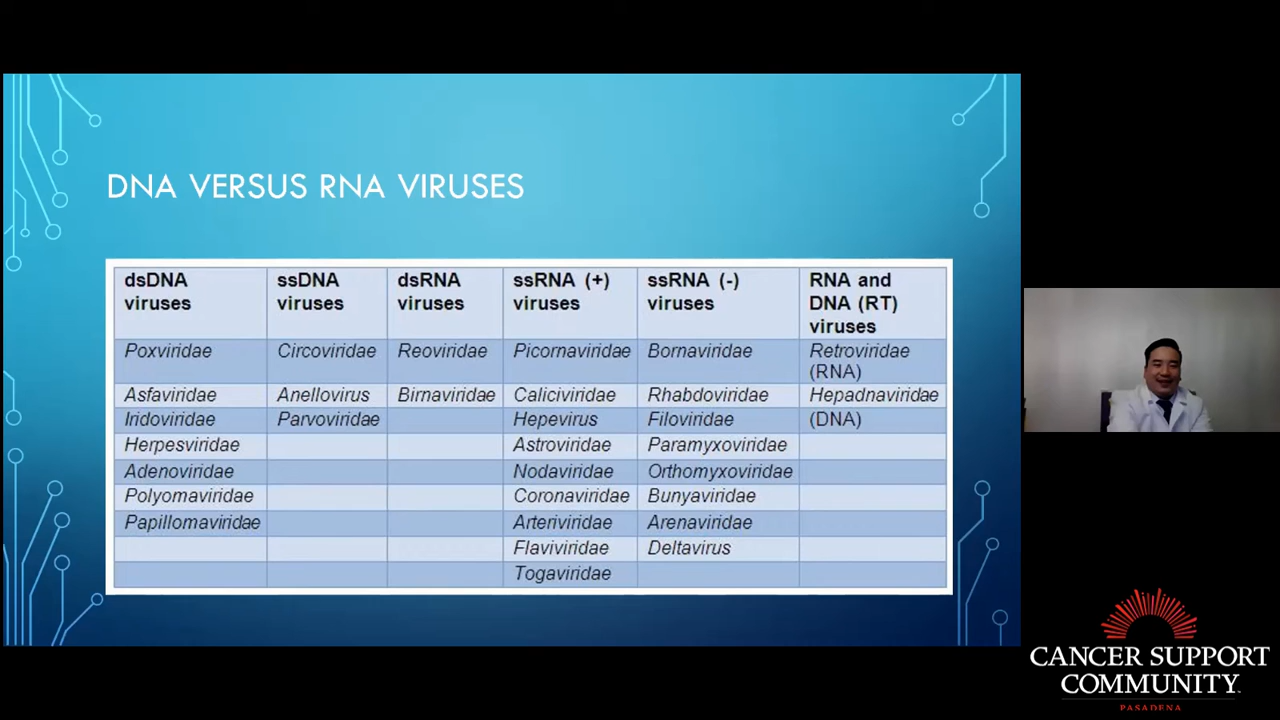 DNA VERSUS RNA VIRUSES
dsDNA viruses ssDNA viruses dsRNA viruses ssRNA (+) viruses ssRNA (-) viruses RNA and DNA (RT) viruses
Poxviridae Circoviridae Reoviridae Picornaviridae Bornaviridae Retroviridae (RNA)
Asfaviridae Anellovirus Birnaviridae Caliciviridae Rhabdoviridae Hepadnaviridae
Iridoviridae Parvoviridae Hepevirus Filoviridae (DNA)
Herpesviridae Astroviridae Paramyxoviridae
Adenoviridae Nodaviridae Orthomyxoviridae
Polyomaviridae Coronaviridae Bunyaviridae
Papillomaviridae Arteriviridae Arenaviridae
Flaviviridae Deltavirus
Togaviridae
CANCER SUPPORT
COMMUNITY
PASADENA